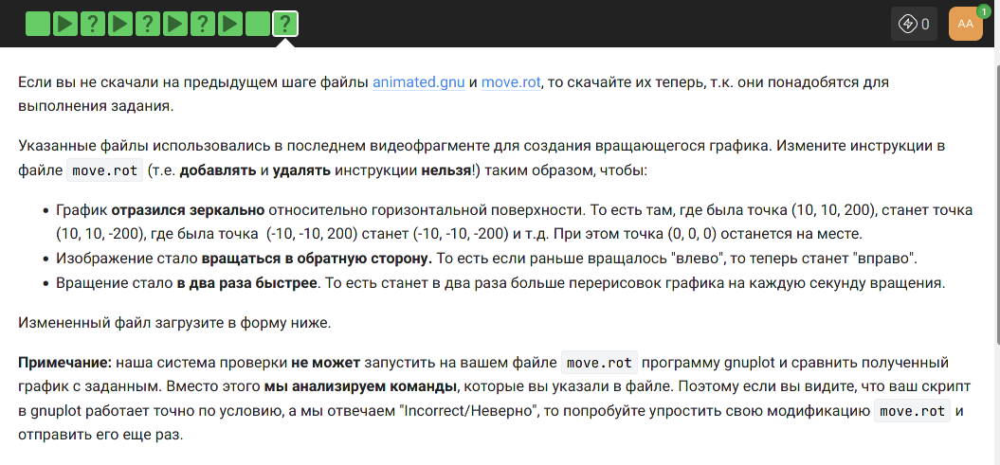 ? ? ? ?
0
AA
1
Если вы не скачали на предыдущем шаге файлы animated.gnu и move.rot, то скачайте их теперь, т.к. они понадобятся для
выполнения задания.
Указанные файлы использовались в последнем видеофрагменте для создания вращающегося графика. Измените инструкции в
файле move.rot (т.е. добавлять и удалять инструкции нельзя!) таким образом, чтобы:
• График отразился зеркально относительно горизонтальной поверхности. То есть там, где была точка (10, 10, 200), станет точка
(10, 10, -200), где была точка (-10, -10, 200) станет (-10, -10, -200) и т.д. При этом точка (0, 0, 0) останется на месте.
• Изображение стало вращаться в обратную сторону. То есть если раньше вращалось "влево", то теперь станет "вправо".
• Вращение стало в два раза быстрее. То есть станет в два раза больше перерисовок графика на каждую секунду вращения.
Измененный файл загрузите в форму ниже.
Примечание: наша система проверки не может запустить на вашем файле move.rot программу gnuplot и сравнить полученный
график с заданным. Вместо этого мы анализируем команды, которые вы указали в файле. Поэтому если вы видите, что ваш скрипт
в gnuplot работает точно по условию, а мы отвечаем "Incorrect/Неверно", то попробуйте упростить свою модификацию move.rot и
отправить его еще раз.